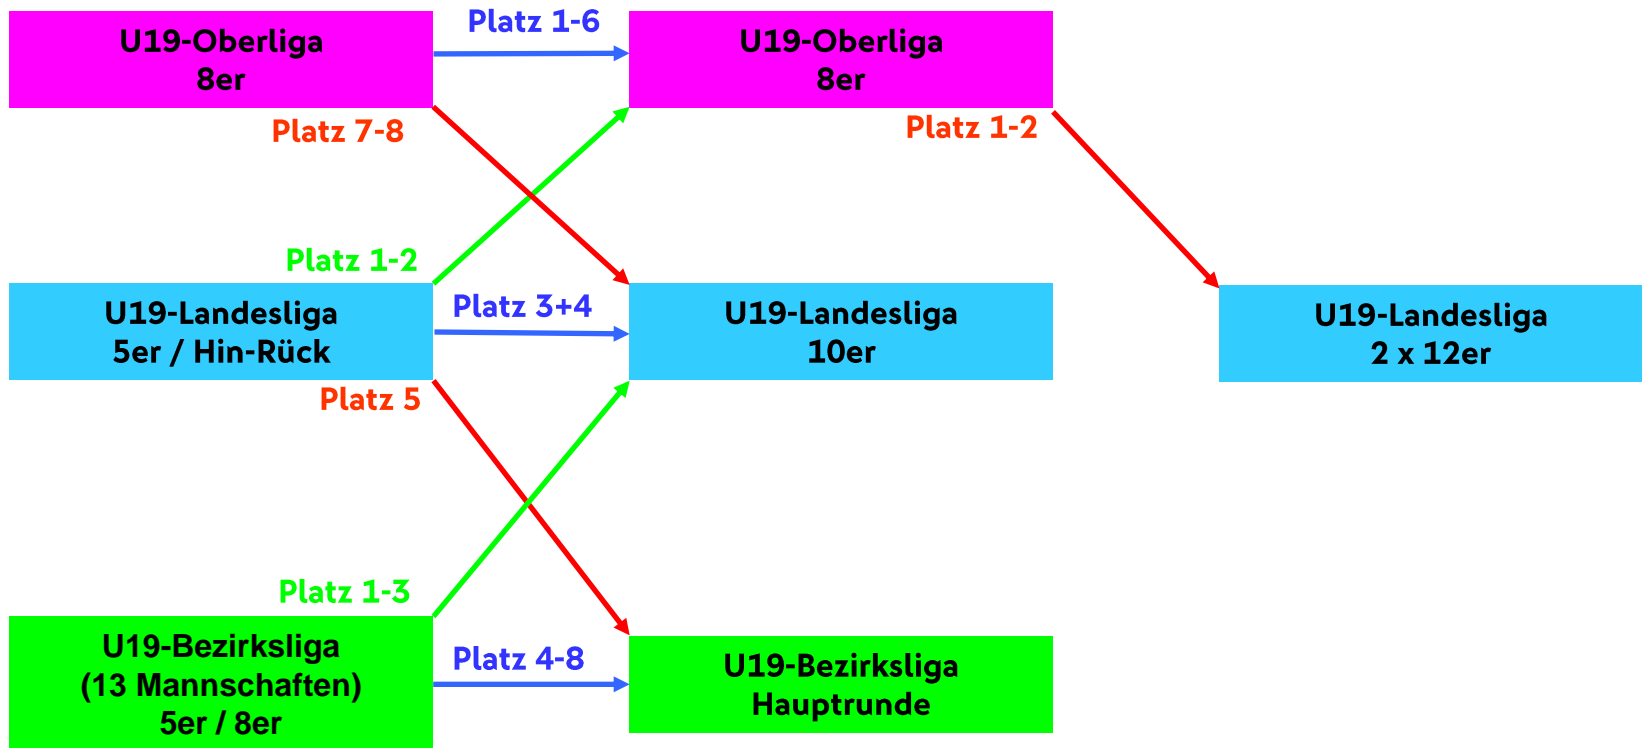 U19-Oberliga
8er
Platz 1-6
U19-Oberliga
8er
Platz 7-8
Platz 1-2
Platz 1-2
U19-Landesliga
5er / Hin-Rück
Platz 3+4
U19-Landesliga
10er
U19-Landesliga
2 x 12er
Platz 5
Platz 1-3
U19-Bezirksliga
(13 Mannschaften)
5er / 8er
Platz 4-8
U19-Bezirksliga
Hauptrunde